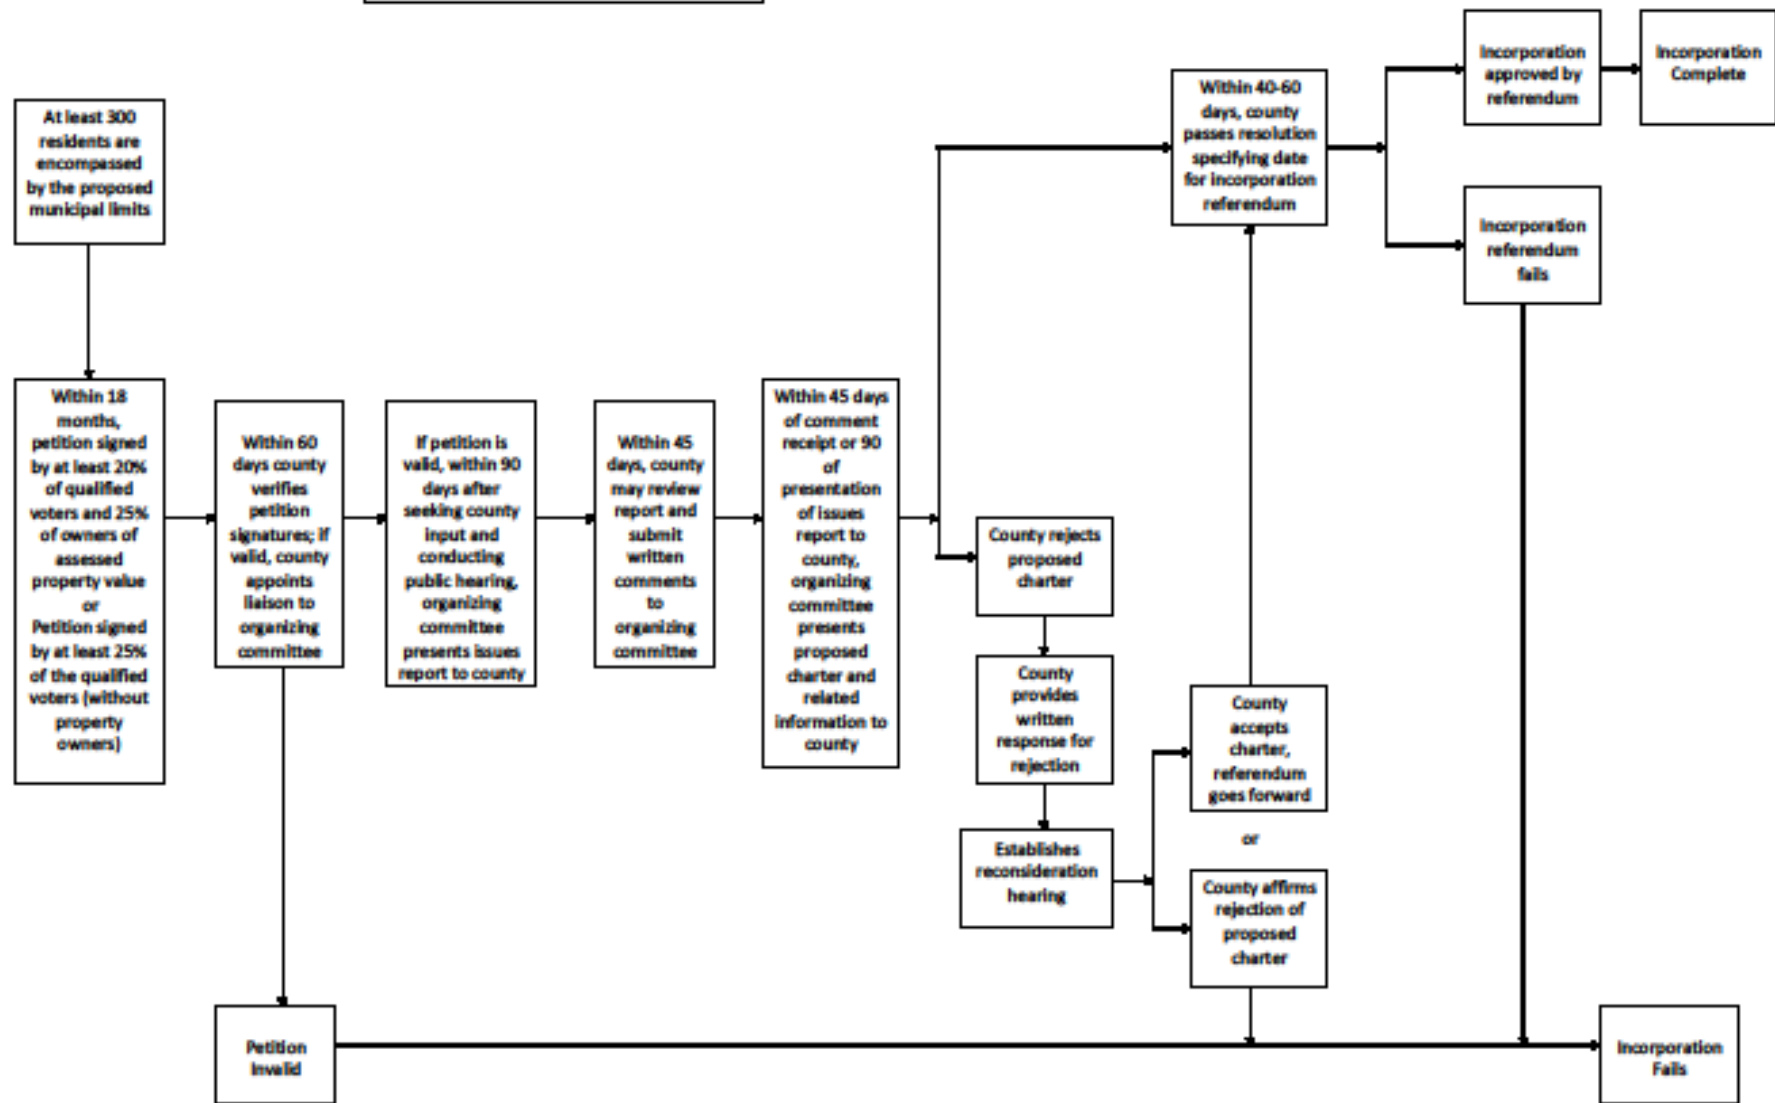 At least 300
residents are
encompassed
by the proposed
municipal limits
Within 18
months,
petition signed
by at least 20%
of qualified
voters and 25%
of owners of
assessed
property value
or
Petition signed
by at least 25%
of the qualified
voters (without
property
owners)
Within 60
days county
verifies
petition
signatures; if
valid, county
appoints
liaison to
organizing
committee
If petition is
valid, within 90
days after
seeking county
input and
conducting
public hearing,
organizing
committee
presents issues
report to county
Within 45
days, county
may review
report and
submit
written
comments
to
organizing
committee
Within 45 days
of comment
receipt or 90
of
presentation
of issues
report to
county,
organizing
committee
presents
proposed
charter and
related
information to
county
Within 40-60
days, county
passes resolution
specifying date
for incorporation
referendum
Incorporation
approved by
referendum
Incorporation
Complete
Incorporation
referendum
fails
County rejects
proposed
charter
County
provides
written
response for
rejection
Establishes
reconsideration
hearing
County
accepts
charter,
referendum
goes forward
or
County affirms
rejection of
proposed
charter
Petition
Invalid
Incorporation
Fails